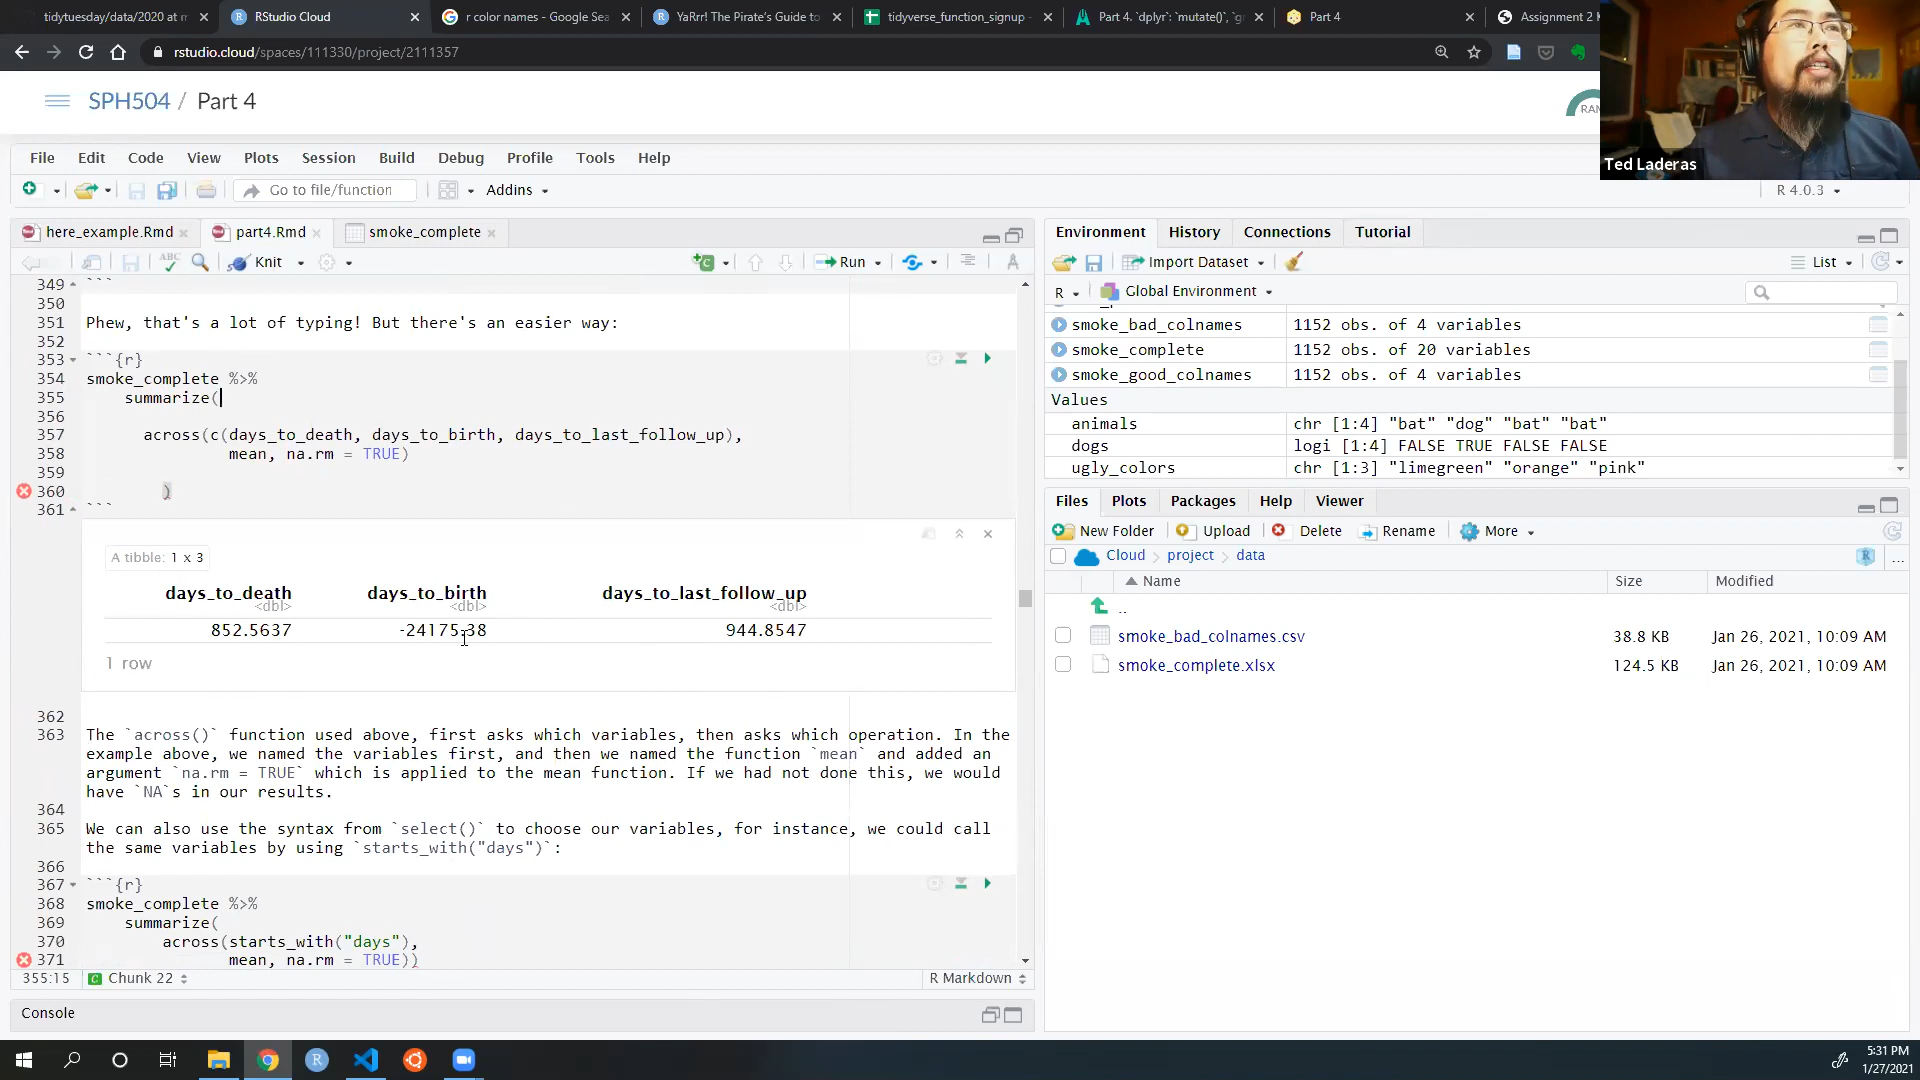 tidytuesday/data/2020 at m
RStudio Cloud
r color names - Google Sea
YaRrr! The Pirate's Guide to
tidyverse_function_signup -
Part 4. `dplyr`: `mutate()`, `g
Part 4
Assignment 2
rstudio.cloud/spaces/111330/project/2111357
SPH504 / Part 4
RAM
Ted Laderas
File Edit Code View Plots Session Build Debug Profile Tools Help
Go to file/function
Addins
R 4.0.3
here_example.Rmd
part4.Rmd
smoke_complete
ABC
Knit
Run
349 ```
350
351 Phew, that's a lot of typing! But there's an easier way:
352
353 ```{r}
354 smoke_complete %>%
355 summarize(
356
357 across(c(days_to_death, days_to_birth, days_to_last_follow_up),
358 mean, na.rm = TRUE)
359
360 )
361 ```
A tibble: 1 x 3
days_to_death days_to_birth days_to_last_follow_up
<dbl> <dbl> <dbl>
852.5637 -24175.38 944.8547
1 row
362
363 The `across()` function used above, first asks which variables, then asks which operation. In the
example above, we named the variables first, and then we named the function `mean` and added an
argument `na.rm = TRUE` which is applied to the mean function. If we had not done this, we would
have `NA`s in our results.
364
365 We can also use the syntax from `select()` to choose our variables, for instance, we could call
the same variables by using `starts_with("days")`:
366
367 ```{r}
368 smoke_complete %>%
369 summarize(
370 across(starts_with("days"),
371 mean, na.rm = TRUE))
355:15 Chunk 22 R Markdown
Console
Environment History Connections Tutorial
Import Dataset
List
R Global Environment
smoke_bad_colnames 1152 obs. of 4 variables
smoke_complete 1152 obs. of 20 variables
smoke_good_colnames 1152 obs. of 4 variables
Values
animals chr [1:4] "bat" "dog" "bat" "bat"
dogs logi [1:4] FALSE TRUE FALSE FALSE
ugly_colors chr [1:3] "limegreen" "orange" "pink"
Files Plots Packages Help Viewer
New Folder Upload Delete Rename More
Cloud > project > data
...
Name Size Modified
..
smoke_bad_colnames.csv 38.8 KB Jan 26, 2021, 10:09 AM
smoke_complete.xlsx 124.5 KB Jan 26, 2021, 10:09 AM
5:31 PM
1/27/2021